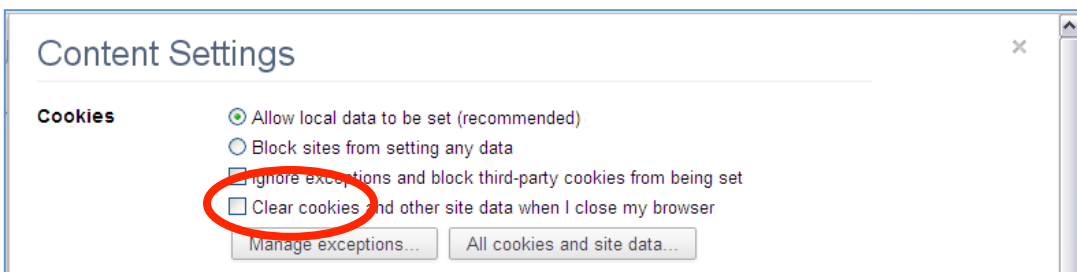 Content Settings
Cookies
Allow local data to be set (recommended)
Block sites from setting any data
Ignore exceptions and block third-party cookies from being set
Clear cookies and other site data when I close my browser
Manage exceptions... All cookies and site data...